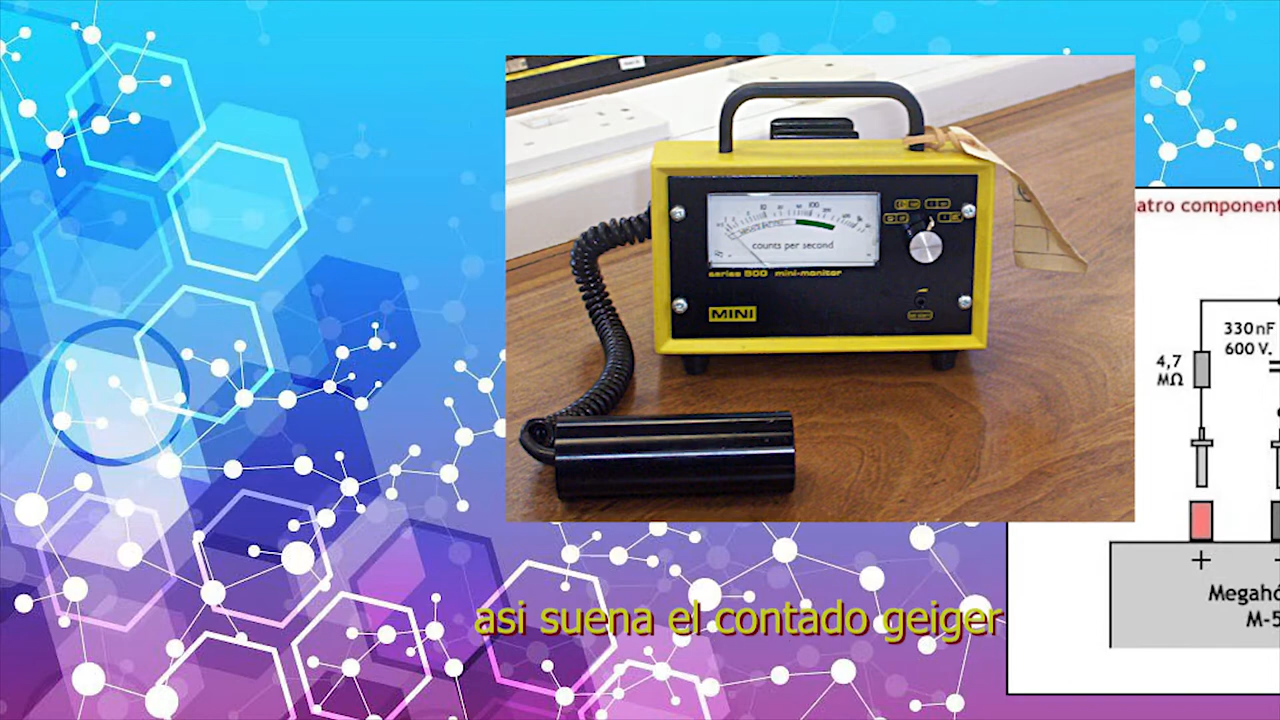 counts per second
series 900 mini-monitor
MINI
atro component
330 nF
600 V.
4,7
MΩ
+
Megahó
M-5
asi suena el contado geiger